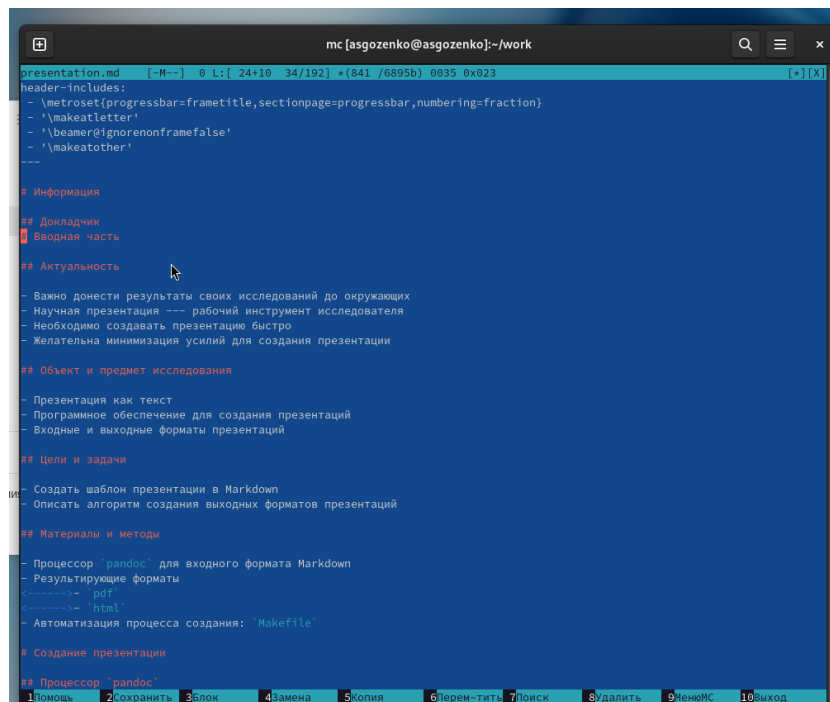 mc [asgozenko@asgozenko]:~/work
presentation.md [-M--] 0 L:[ 24+10 34/192] *(841 /6895b) 0035 0x023 [*][X]
header-includes:
- \metroset{progressbar=frametitle,sectionpage=progressbar,numbering=fraction}
- '\makeatletter'
- '\beamer@ignorenonframefalse'
- '\makeatother'
---
# Информация
## Докладчик
# Вводная часть
## Актуальность
- Важно донести результаты своих исследований до окружающих
- Научная презентация --- рабочий инструмент исследователя
- Необходимо создавать презентацию быстро
- Желательна минимизация усилий для создания презентации
## Объект и предмет исследования
- Презентация как текст
- Программное обеспечение для создания презентаций
- Входные и выходные форматы презентаций
## Цели и задачи
- Создать шаблон презентации в Markdown
- Описать алгоритм создания выходных форматов презентаций
## Материалы и методы
- Процессор `pandoc` для входного формата Markdown
- Результирующие форматы
<------>- `pdf`
<------>- `html`
- Автоматизация процесса создания: `Makefile`
# Создание презентации
## Процессор `pandoc`
1Помощь 2Сохранить 3Блок 4Замена 5Копия 6Перем~тить 7Поиск 8Удалить 9МенюMC 10Выход